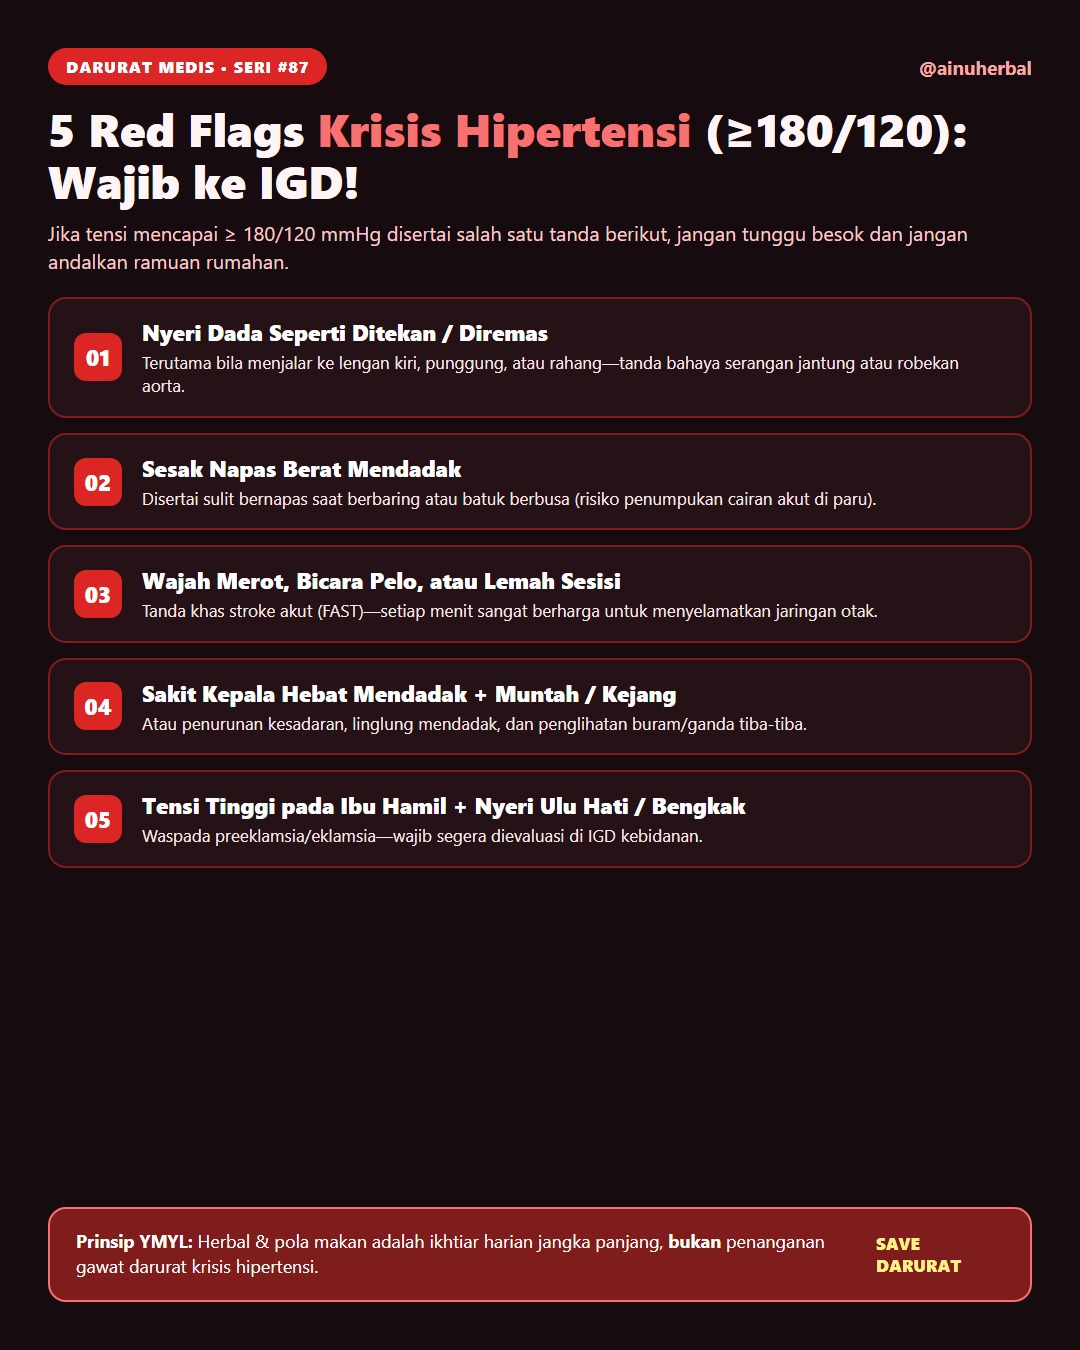 DARURAT MEDIS • SERI #87
@ainuherbal
5 Red Flags Krisis Hipertensi (≥180/120):
Wajib ke IGD!
Jika tensi mencapai ≥ 180/120 mmHg disertai salah satu tanda berikut, jangan tunggu besok dan jangan
andalkan ramuan rumahan.
01
Nyeri Dada Seperti Ditekan / Diremas
Terutama bila menjalar ke lengan kiri, punggung, atau rahang—tanda bahaya serangan jantung atau robekan
aorta.
02
Sesak Napas Berat Mendadak
Disertai sulit bernapas saat berbaring atau batuk berbusa (risiko penumpukan cairan akut di paru).
03
Wajah Merot, Bicara Pelo, atau Lemah Sesisi
Tanda khas stroke akut (FAST)—setiap menit sangat berharga untuk menyelamatkan jaringan otak.
04
Sakit Kepala Hebat Mendadak + Muntah / Kejang
Atau penurunan kesadaran, linglung mendadak, dan penglihatan buram/ganda tiba-tiba.
05
Tensi Tinggi pada Ibu Hamil + Nyeri Ulu Hati / Bengkak
Waspada preeklamsia/eklamsia—wajib segera dievaluasi di IGD kebidanan.
Prinsip YMYL: Herbal & pola makan adalah ikhtiar harian jangka panjang, bukan penanganan
gawat darurat krisis hipertensi.
SAVE
DARURAT